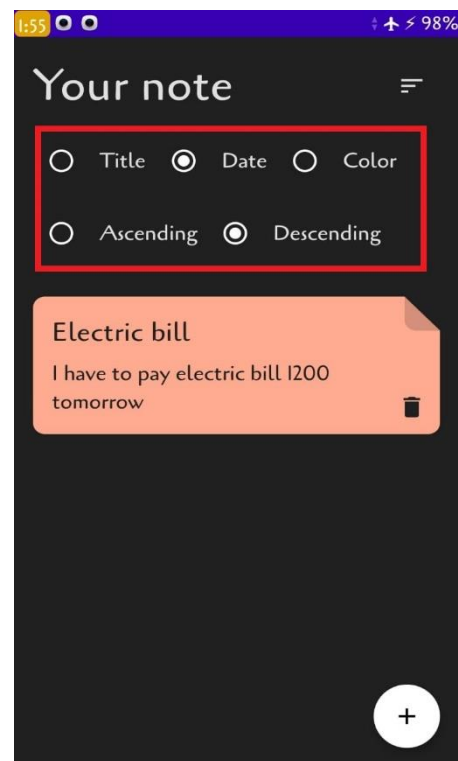 1:55 98%
Your note
Title Date Color
Ascending Descending
Electric bill
I have to pay electric bill 1200
tomorrow
+